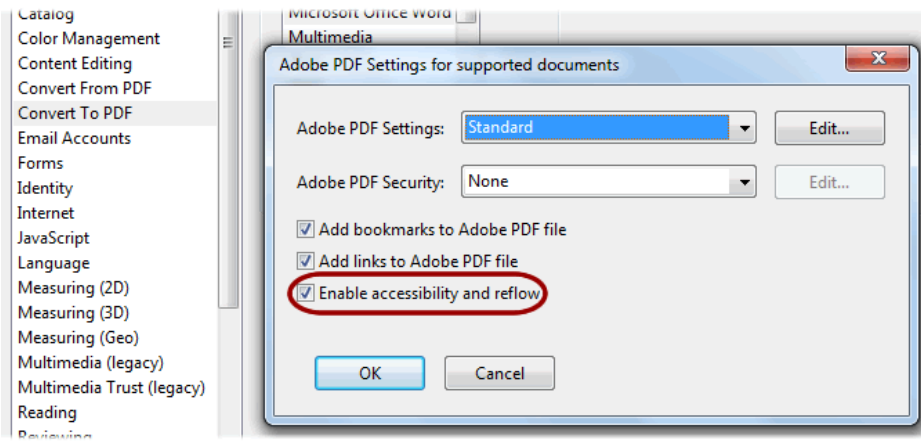 Catalog
Color Management
Content Editing
Convert From PDF
Convert To PDF
Email Accounts
Forms
Identity
Internet
JavaScript
Language
Measuring (2D)
Measuring (3D)
Measuring (Geo)
Multimedia (legacy)
Multimedia Trust (legacy)
Reading
Reviewing
Microsoft Office Word
Multimedia
Adobe PDF Settings for supported documents
Adobe PDF Settings: Standard Edit...
Adobe PDF Security: None Edit...
Add bookmarks to Adobe PDF file
Add links to Adobe PDF file
Enable accessibility and reflow
OK Cancel